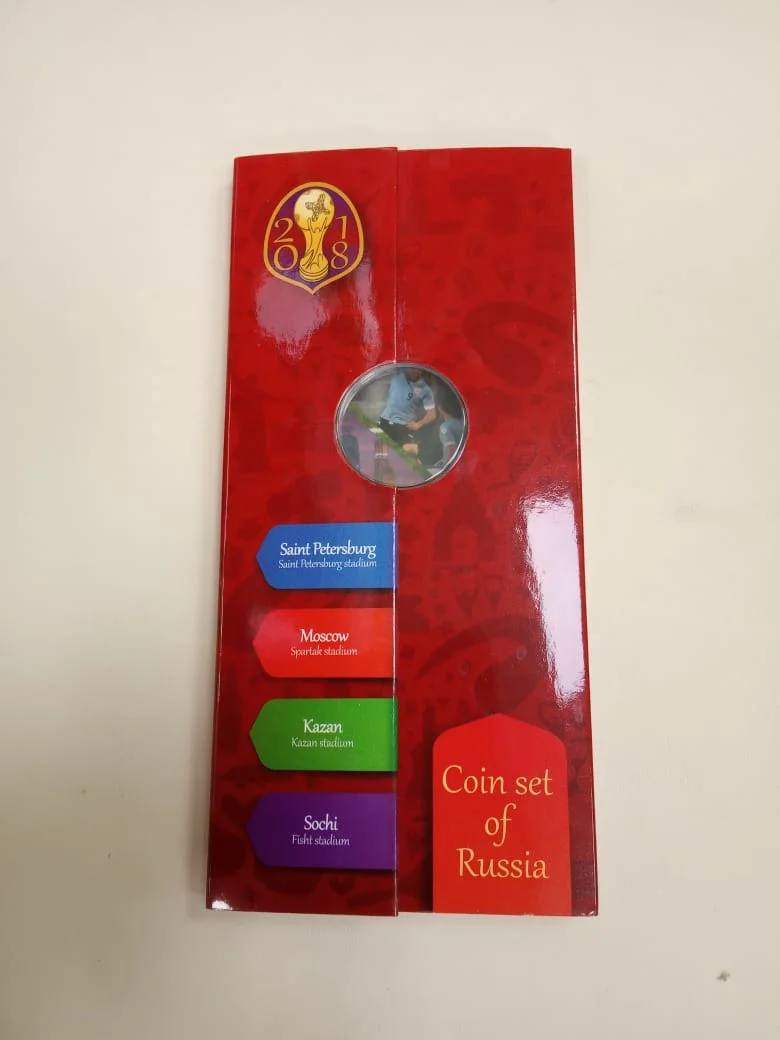 2018
9
Saint Petersburg
Saint Petersburg stadium
Moscow
Spartak stadium
Kazan
Kazan stadium
Sochi
Fisht stadium
Coin set
of
Russia